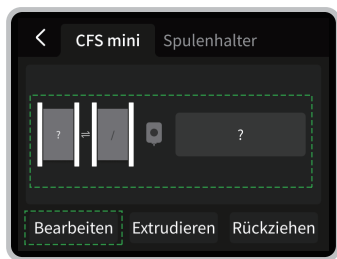 CFS mini Spulenhalter
? ⇌ / ?
Bearbeiten Extrudieren Rückziehen